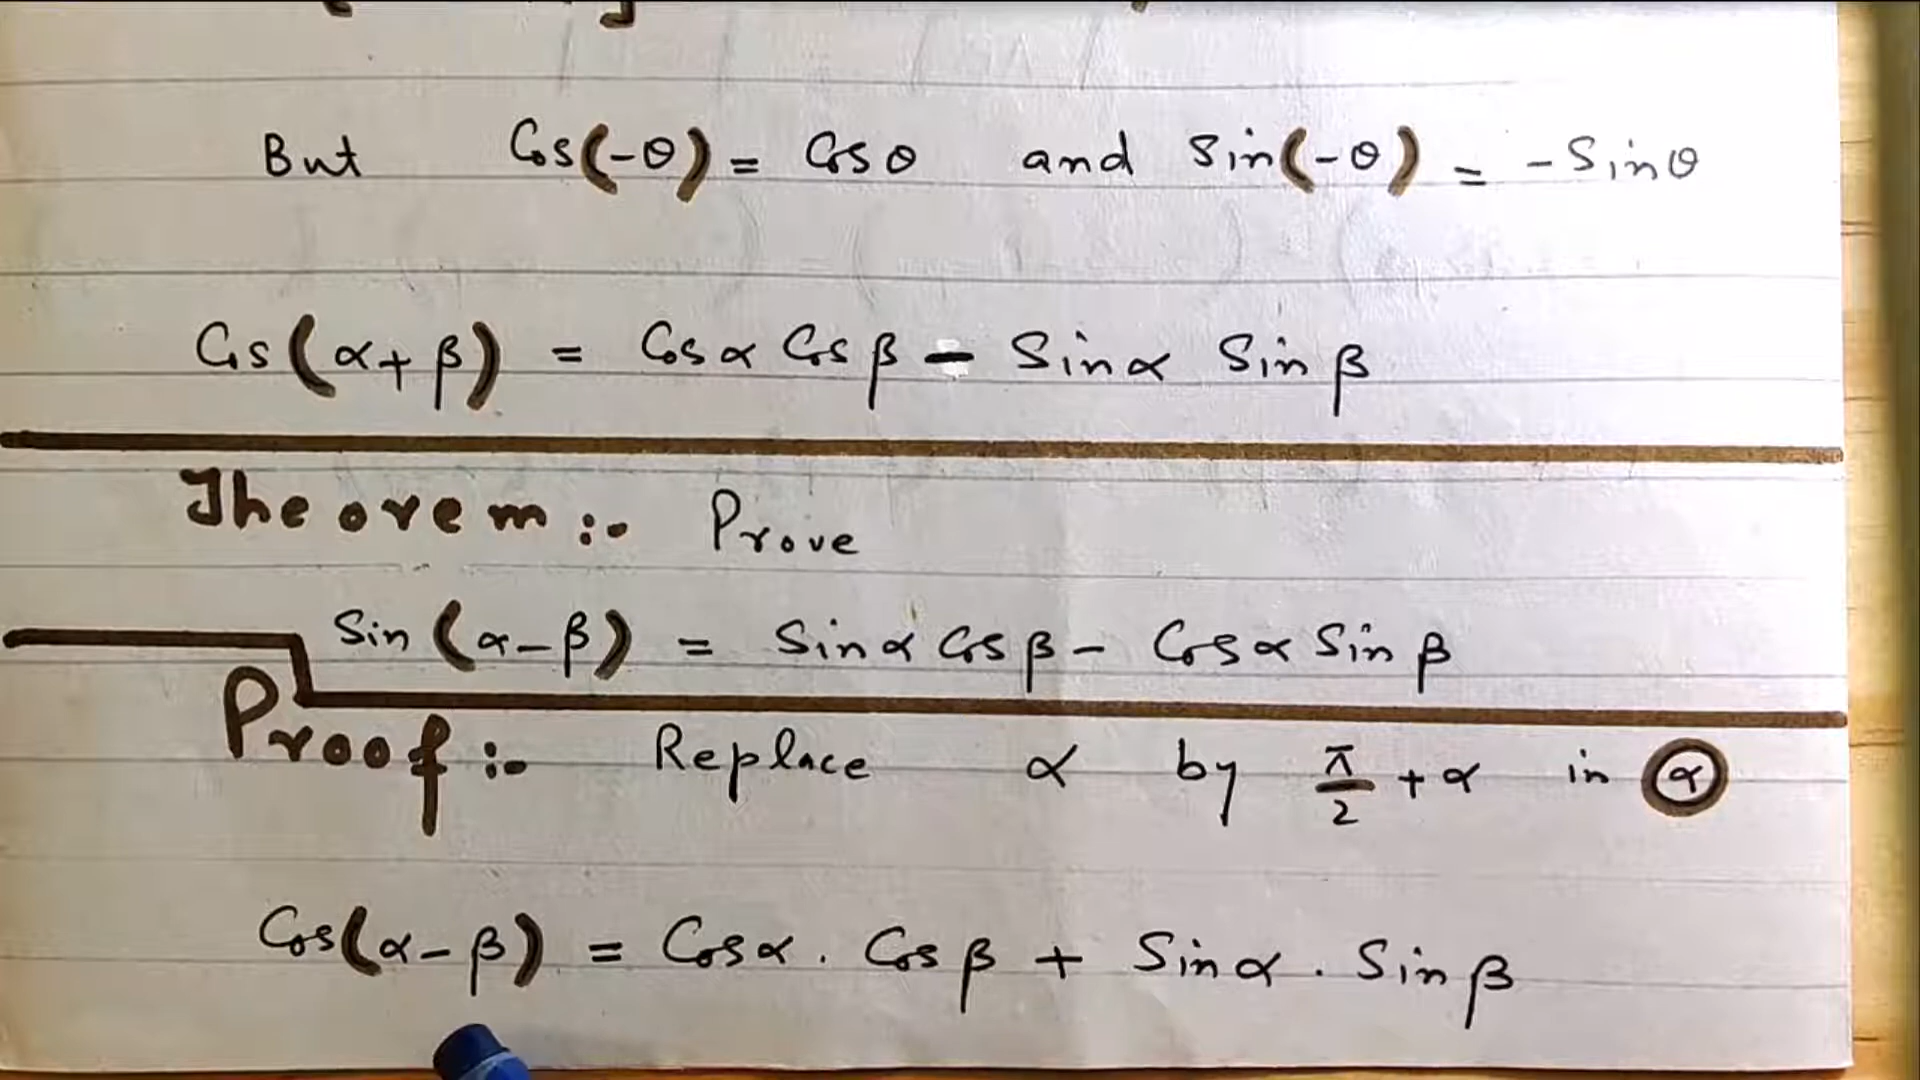 But Cos(-θ) = Cosθ and Sin(-θ) = -Sinθ
Cos(α+β) = Cosα Cosβ - Sinα Sinβ
Theorem:- Prove
Sin(α-β) = Sinα Cosβ - Cosα Sinβ
Proof:- Replace α by π/2 + α in α
Cos(α-β) = Cosα . Cosβ + Sinα . Sinβ